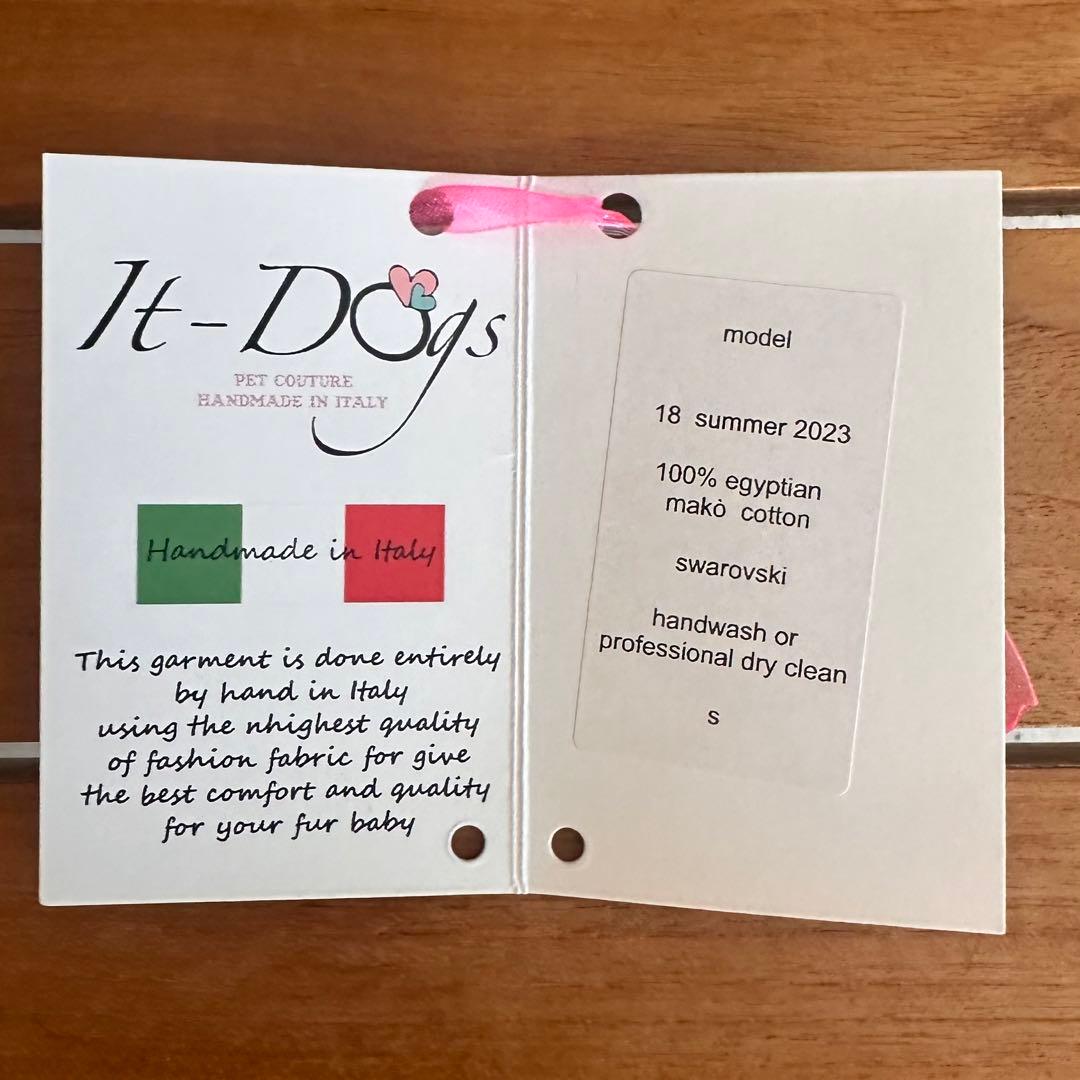 It-Dogs
PET COUTURE
HANDMADE IN ITALY
Handmade in Italy
This garment is done entirely
by hand in Italy
using the nhighest quality
of fashion fabric for give
the best comfort and quality
for your fur baby
model
18 summer 2023
100% egyptian
makò cotton
swarovski
handwash or
professional dry clean
s